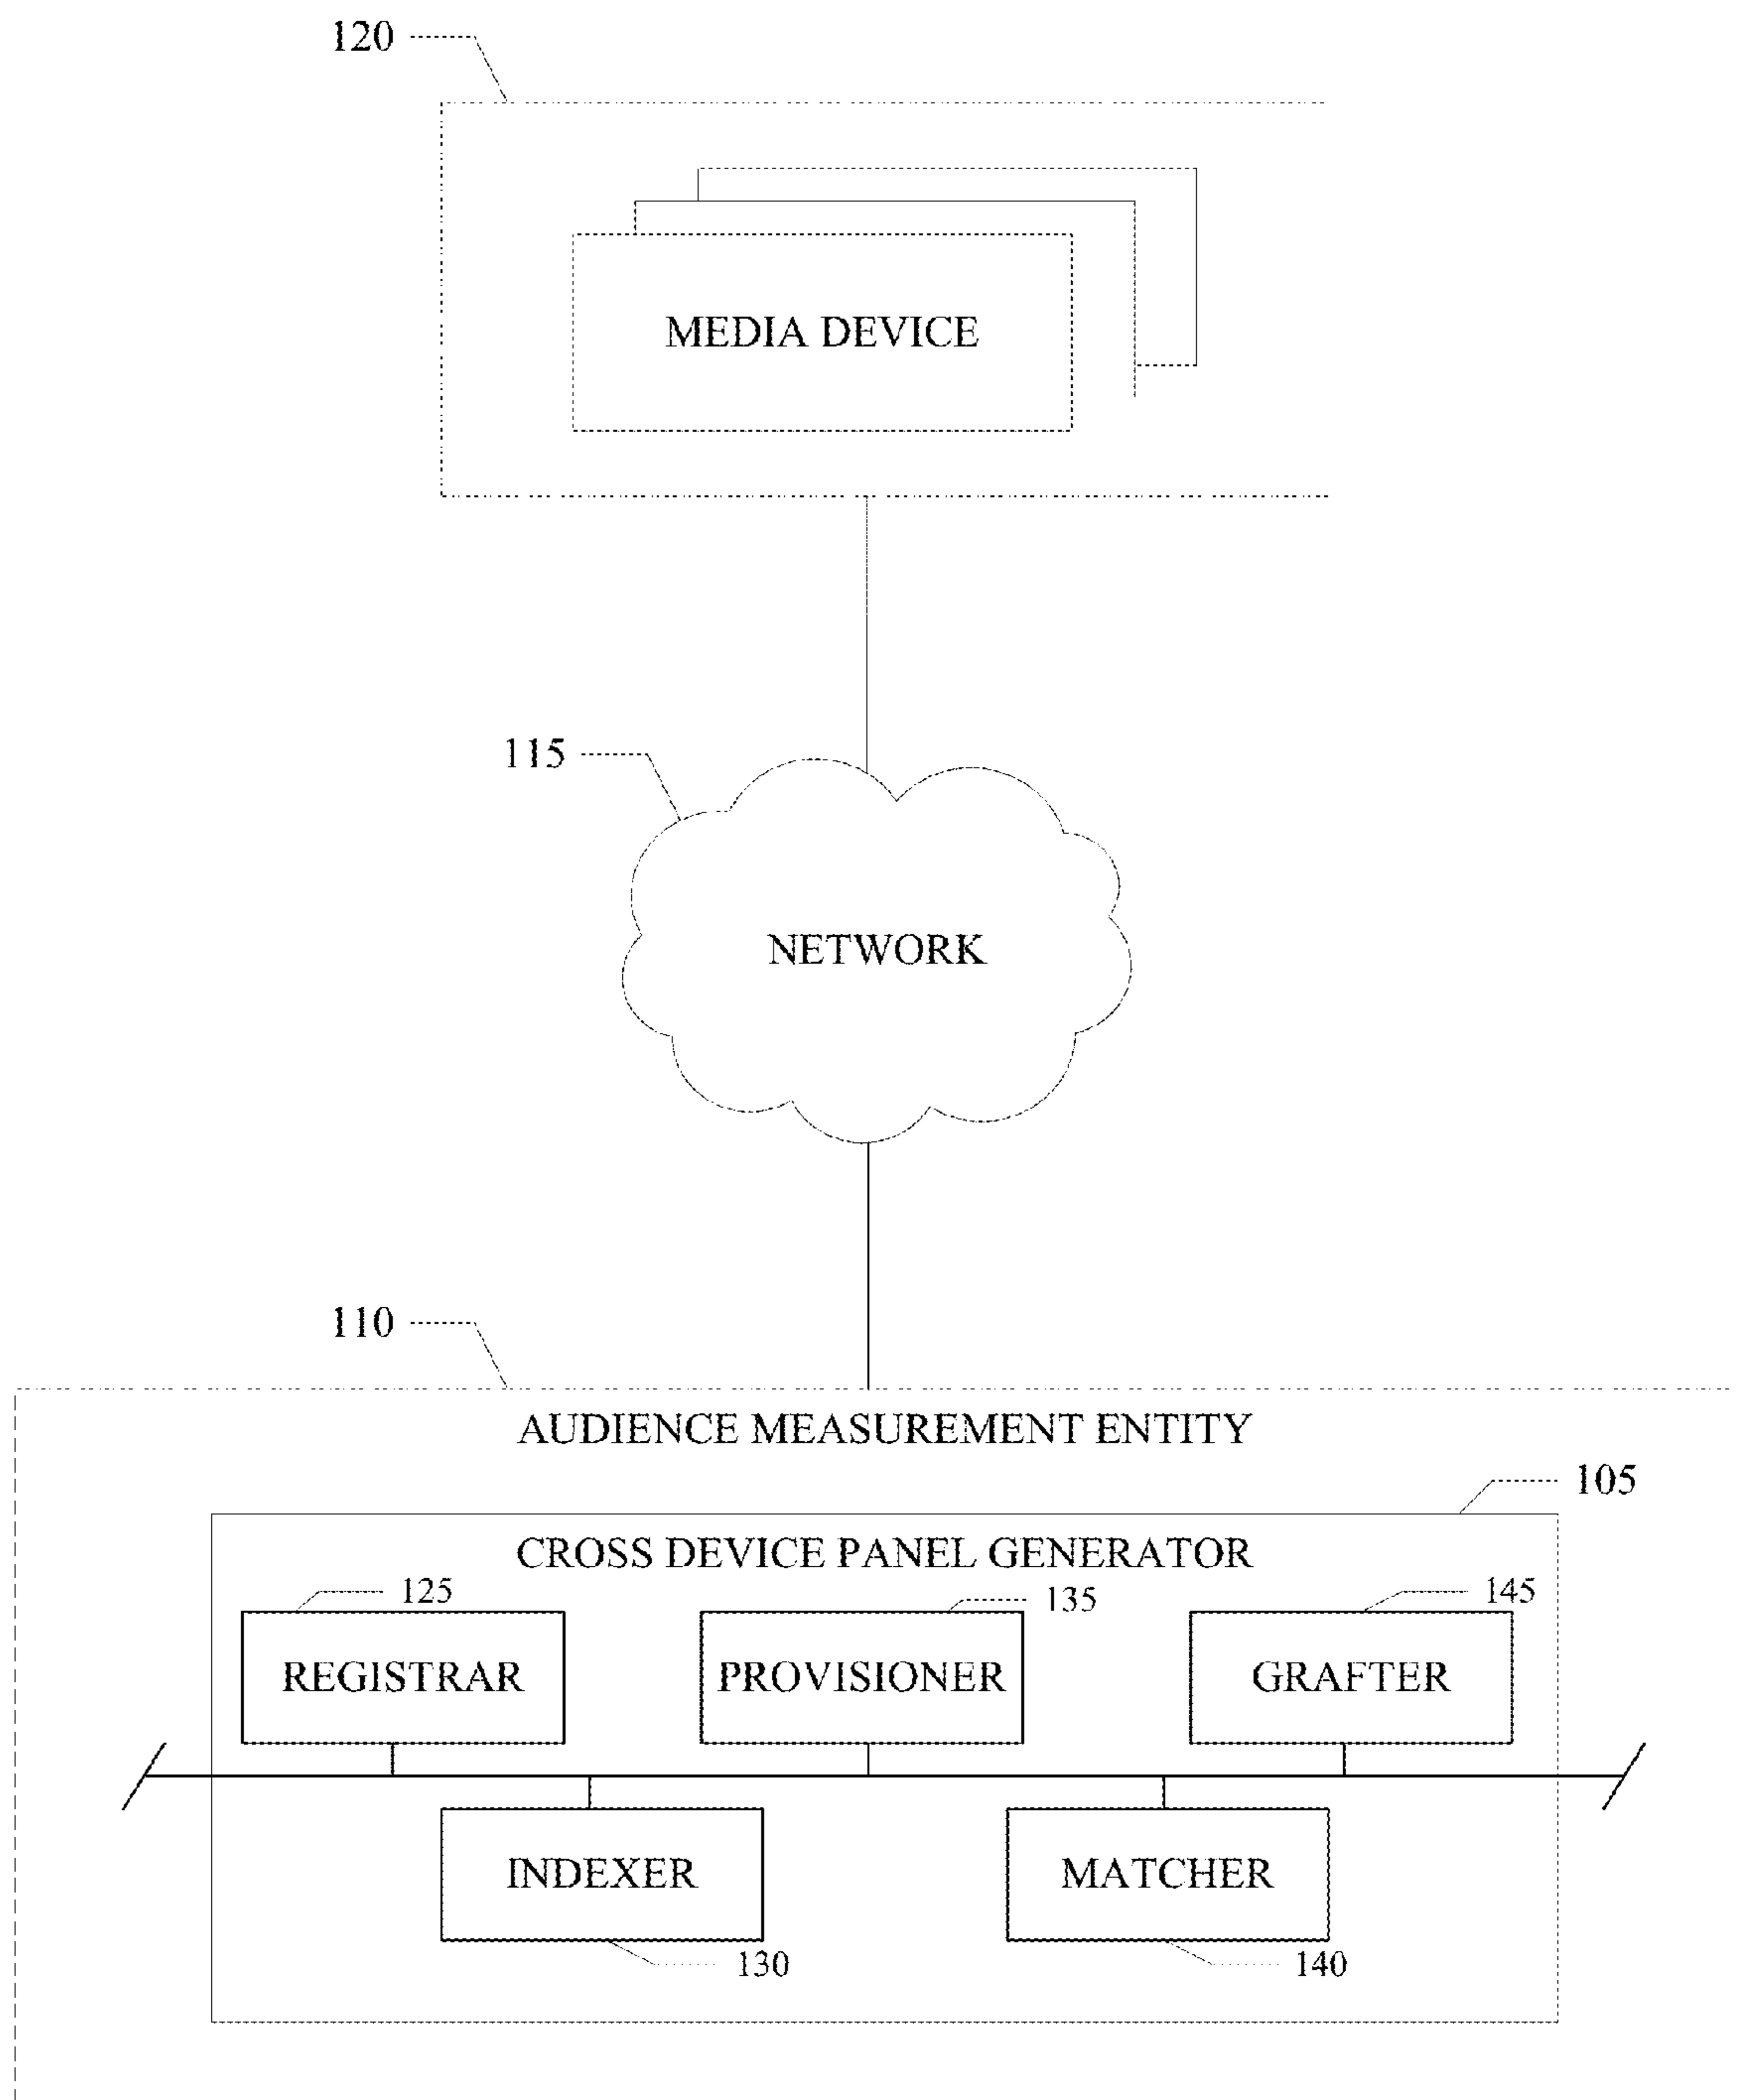 120
MEDIA DEVICE
115
NETWORK
110
AUDIENCE MEASUREMENT ENTITY
105
CROSS DEVICE PANEL GENERATOR
125
135
145
REGISTRAR
PROVISIONER
GRAFTER
INDEXER
MATCHER
130
140